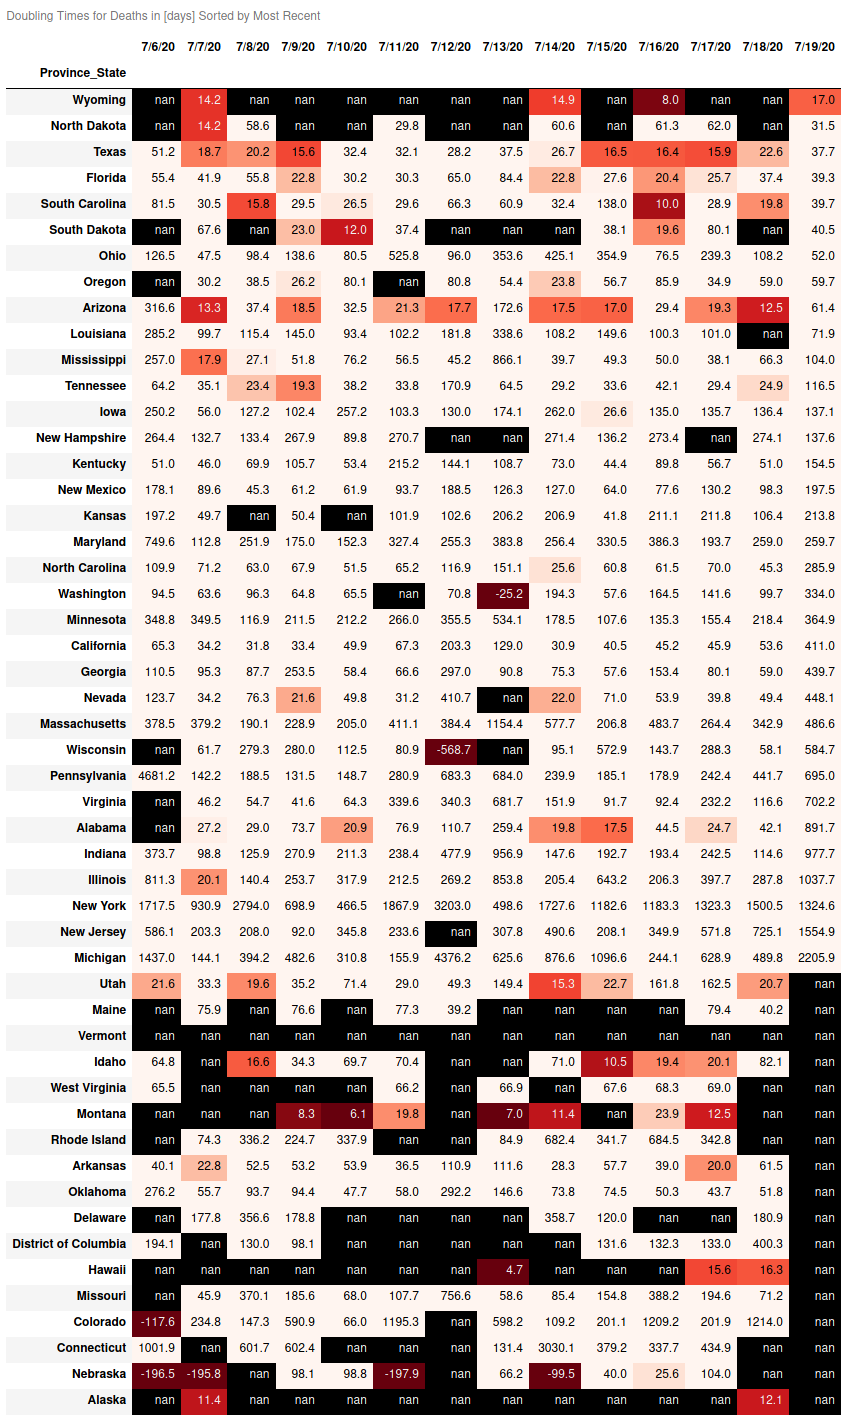 Doubling Times for Deaths in [days] Sorted by Most Recent
7/6/20 7/7/20 7/8/20 7/9/20 7/10/20 7/11/20 7/12/20 7/13/20 7/14/20 7/15/20 7/16/20 7/17/20 7/18/20 7/19/20
Province_State
Wyoming nan 14.2 nan nan nan nan nan nan 14.9 nan 8.0 nan nan 17.0
North Dakota nan 14.2 58.6 nan nan 29.8 nan nan 60.6 nan 61.3 62.0 nan 31.5
Texas 51.2 18.7 20.2 15.6 32.4 32.1 28.2 37.5 26.7 16.5 16.4 15.9 22.6 37.7
Florida 55.4 41.9 55.8 22.8 30.2 30.3 65.0 84.4 22.8 27.6 20.4 25.7 37.4 39.3
South Carolina 81.5 30.5 15.8 29.5 26.5 29.6 66.3 60.9 32.4 138.0 10.0 28.9 19.8 39.7
South Dakota nan 67.6 nan 23.0 12.0 37.4 nan nan nan 38.1 19.6 80.1 nan 40.5
Ohio 126.5 47.5 98.4 138.6 80.5 525.8 96.0 353.6 425.1 354.9 76.5 239.3 108.2 52.0
Oregon nan 30.2 38.5 26.2 80.1 nan 80.8 54.4 23.8 56.7 85.9 34.9 59.0 59.7
Arizona 316.6 13.3 37.4 18.5 32.5 21.3 17.7 172.6 17.5 17.0 29.4 19.3 12.5 61.4
Louisiana 285.2 99.7 115.4 145.0 93.4 102.2 181.8 338.6 108.2 149.6 100.3 101.0 nan 71.9
Mississippi 257.0 17.9 27.1 51.8 76.2 56.5 45.2 866.1 39.7 49.3 50.0 38.1 66.3 104.0
Tennessee 64.2 35.1 23.4 19.3 38.2 33.8 170.9 64.5 29.2 33.6 42.1 29.4 24.9 116.5
Iowa 250.2 56.0 127.2 102.4 257.2 103.3 130.0 174.1 262.0 26.6 135.0 135.7 136.4 137.1
New Hampshire 264.4 132.7 133.4 267.9 89.8 270.7 nan nan 271.4 136.2 273.4 nan 274.1 137.6
Kentucky 51.0 46.0 69.9 105.7 53.4 215.2 144.1 108.7 73.0 44.4 89.8 56.7 51.0 154.5
New Mexico 178.1 89.6 45.3 61.2 61.9 93.7 188.5 126.3 127.0 64.0 77.6 130.2 98.3 197.5
Kansas 197.2 49.7 nan 50.4 nan 101.9 102.6 206.2 206.9 41.8 211.1 211.8 106.4 213.8
Maryland 749.6 112.8 251.9 175.0 152.3 327.4 255.3 383.8 256.4 330.5 386.3 193.7 259.0 259.7
North Carolina 109.9 71.2 63.0 67.9 51.5 65.2 116.9 151.1 25.6 60.8 61.5 70.0 45.3 285.9
Washington 94.5 63.6 96.3 64.8 65.5 nan 70.8 -25.2 194.3 57.6 164.5 141.6 99.7 334.0
Minnesota 348.8 349.5 116.9 211.5 212.2 266.0 355.5 534.1 178.5 107.6 135.3 155.4 218.4 364.9
California 65.3 34.2 31.8 33.4 49.9 67.3 203.3 129.0 30.9 40.5 45.2 45.9 53.6 411.0
Georgia 110.5 95.3 87.7 253.5 58.4 66.6 297.0 90.8 75.3 57.6 153.4 80.1 59.0 439.7
Nevada 123.7 34.2 76.3 21.6 49.8 31.2 410.7 nan 22.0 71.0 53.9 39.8 49.4 448.1
Massachusetts 378.5 379.2 190.1 228.9 205.0 411.1 384.4 1154.4 577.7 206.8 483.7 264.4 342.9 486.6
Wisconsin nan 61.7 279.3 280.0 112.5 80.9 -568.7 nan 95.1 572.9 143.7 288.3 58.1 584.7
Pennsylvania 4681.2 142.2 188.5 131.5 148.7 280.9 683.3 684.0 239.9 185.1 178.9 242.4 441.7 695.0
Virginia nan 46.2 54.7 41.6 64.3 339.6 340.3 681.7 151.9 91.7 92.4 232.2 116.6 702.2
Alabama nan 27.2 29.0 73.7 20.9 76.9 110.7 259.4 19.8 17.5 44.5 24.7 42.1 891.7
Indiana 373.7 98.8 125.9 270.9 211.3 238.4 477.9 956.9 147.6 192.7 193.4 242.5 114.6 977.7
Illinois 811.3 20.1 140.4 253.7 317.9 212.5 269.2 853.8 205.4 643.2 206.3 397.7 287.8 1037.7
New York 1717.5 930.9 2794.0 698.9 466.5 1867.9 3203.0 498.6 1727.6 1182.6 1183.3 1323.3 1500.5 1324.6
New Jersey 586.1 203.3 208.0 92.0 345.8 233.6 nan 307.8 490.6 208.1 349.9 571.8 725.1 1554.9
Michigan 1437.0 144.1 394.2 482.6 310.8 155.9 4376.2 625.6 876.6 1096.6 244.1 628.9 489.8 2205.9
Utah 21.6 33.3 19.6 35.2 71.4 29.0 49.3 149.4 15.3 22.7 161.8 162.5 20.7 nan
Maine nan 75.9 nan 76.6 nan 77.3 39.2 nan nan nan nan 79.4 40.2 nan
Vermont nan nan nan nan nan nan nan nan nan nan nan nan nan nan
Idaho 64.8 nan 16.6 34.3 69.7 70.4 nan nan 71.0 10.5 19.4 20.1 82.1 nan
West Virginia 65.5 nan nan nan nan 66.2 nan 66.9 nan 67.6 68.3 69.0 nan nan
Montana nan nan nan 8.3 6.1 19.8 nan 7.0 11.4 nan 23.9 12.5 nan nan
Rhode Island nan 74.3 336.2 224.7 337.9 nan nan 84.9 682.4 341.7 684.5 342.8 nan nan
Arkansas 40.1 22.8 52.5 53.2 53.9 36.5 110.9 111.6 28.3 57.7 39.0 20.0 61.5 nan
Oklahoma 276.2 55.7 93.7 94.4 47.7 58.0 292.2 146.6 73.8 74.5 50.3 43.7 51.8 nan
Delaware nan 177.8 356.6 178.8 nan nan nan nan 358.7 120.0 nan nan 180.9 nan
District of Columbia 194.1 nan 130.0 98.1 nan nan nan nan nan 131.6 132.3 133.0 400.3 nan
Hawaii nan nan nan nan nan nan nan 4.7 nan nan nan 15.6 16.3 nan
Missouri nan 45.9 370.1 185.6 68.0 107.7 756.6 58.6 85.4 154.8 388.2 194.6 71.2 nan
Colorado -117.6 234.8 147.3 590.9 66.0 1195.3 nan 598.2 109.2 201.1 1209.2 201.9 1214.0 nan
Connecticut 1001.9 nan 601.7 602.4 nan nan nan 131.4 3030.1 379.2 337.7 434.9 nan nan
Nebraska -196.5 -195.8 nan 98.1 98.8 -197.9 nan 66.2 -99.5 40.0 25.6 104.0 nan nan
Alaska nan 11.4 nan nan nan nan nan nan nan nan nan nan 12.1 nan